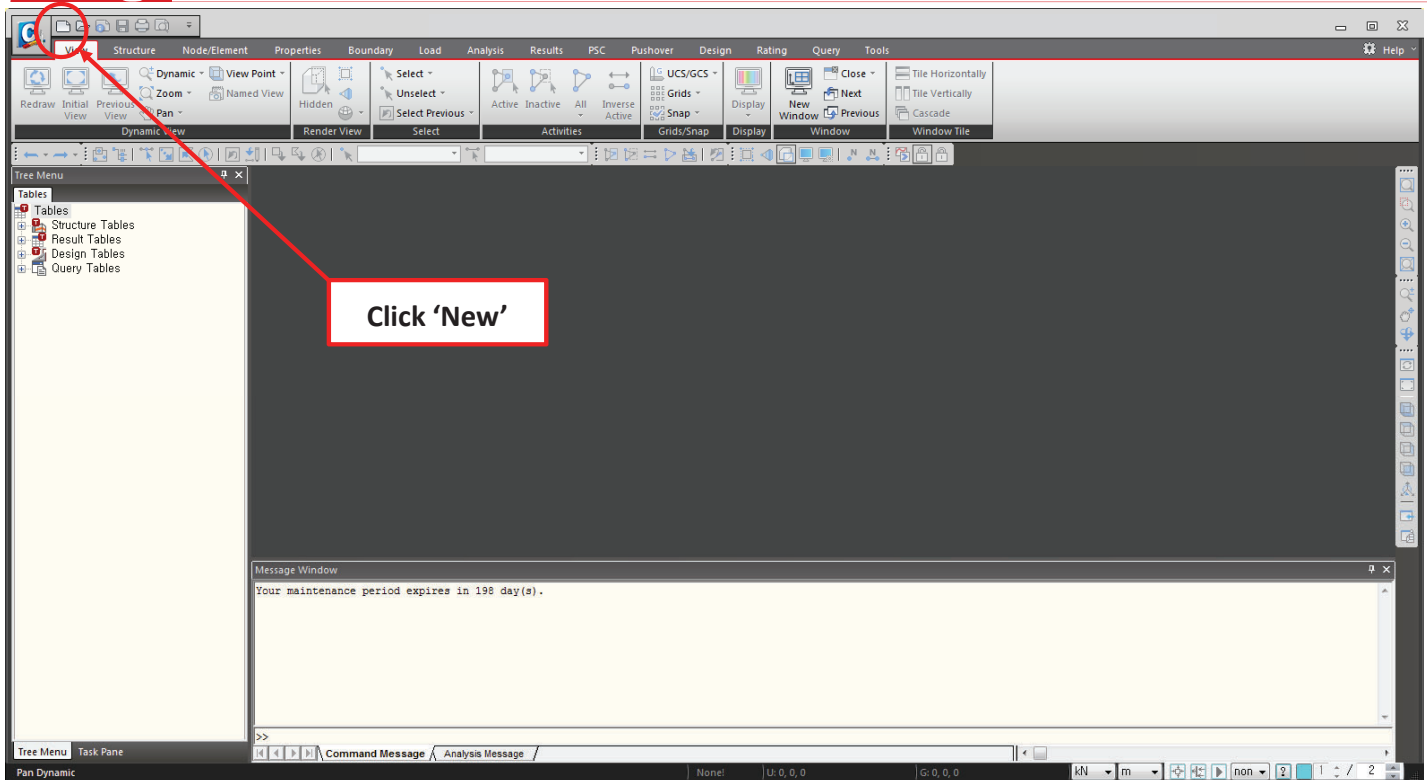 View Structure Node/Element Properties Boundary Load Analysis Results PSC Pushover Design Rating Query Tools Help
Redraw
Initial View
Previous View
Dynamic
Zoom
Pan
View Point
Named View
Dynamic View
Hidden
Render View
Select
Unselect
Select Previous
Select
Active Inactive All
Inverse Active
Activities
UCS/GCS
Grids
Snap
Grids/Snap
Display
Display
New Window
Close
Next
Previous
Window
Tile Horizontally
Tile Vertically
Cascade
Window Tile
Tree Menu
Tables
Tables
Structure Tables
Result Tables
Design Tables
Query Tables
Click ‘New’
Message Window
Your maintenance period expires in 198 day(s).
>>
Tree Menu Task Pane
Command Message Analysis Message
Pan Dynamic None! U: 0, 0, 0 G: 0, 0, 0 kN m non 1 / 2